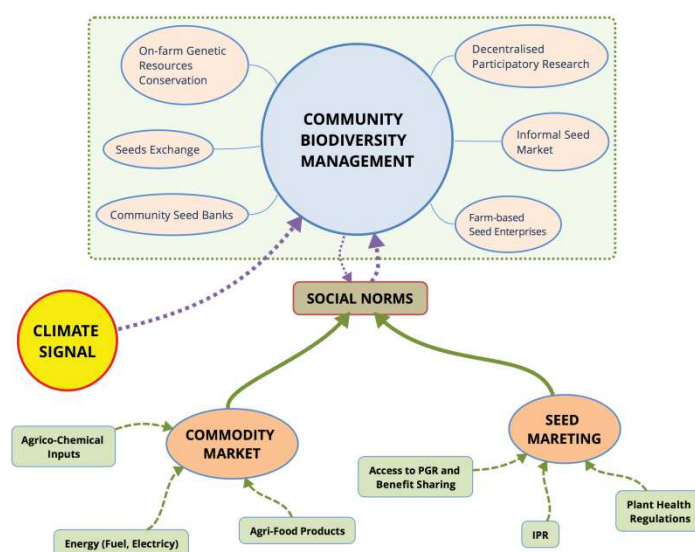 On-farm Genetic
Resources
Conservation
Decentralised
Participatory Research
COMMUNITY
BIODIVERSITY
MANAGEMENT
Seeds Exchange
Informal Seed
Market
Community Seed Banks
Farm-based
Seed Enterprises
SOCIAL NORMS
CLIMATE
SIGNAL
COMMODITY
MARKET
SEED
MARETING
Agrico-Chemical
Inputs
Access to PGR and
Benefit Sharing
Plant Health
Regulations
Agri-Food Products
IPR
Energy (Fuel, Electricy)